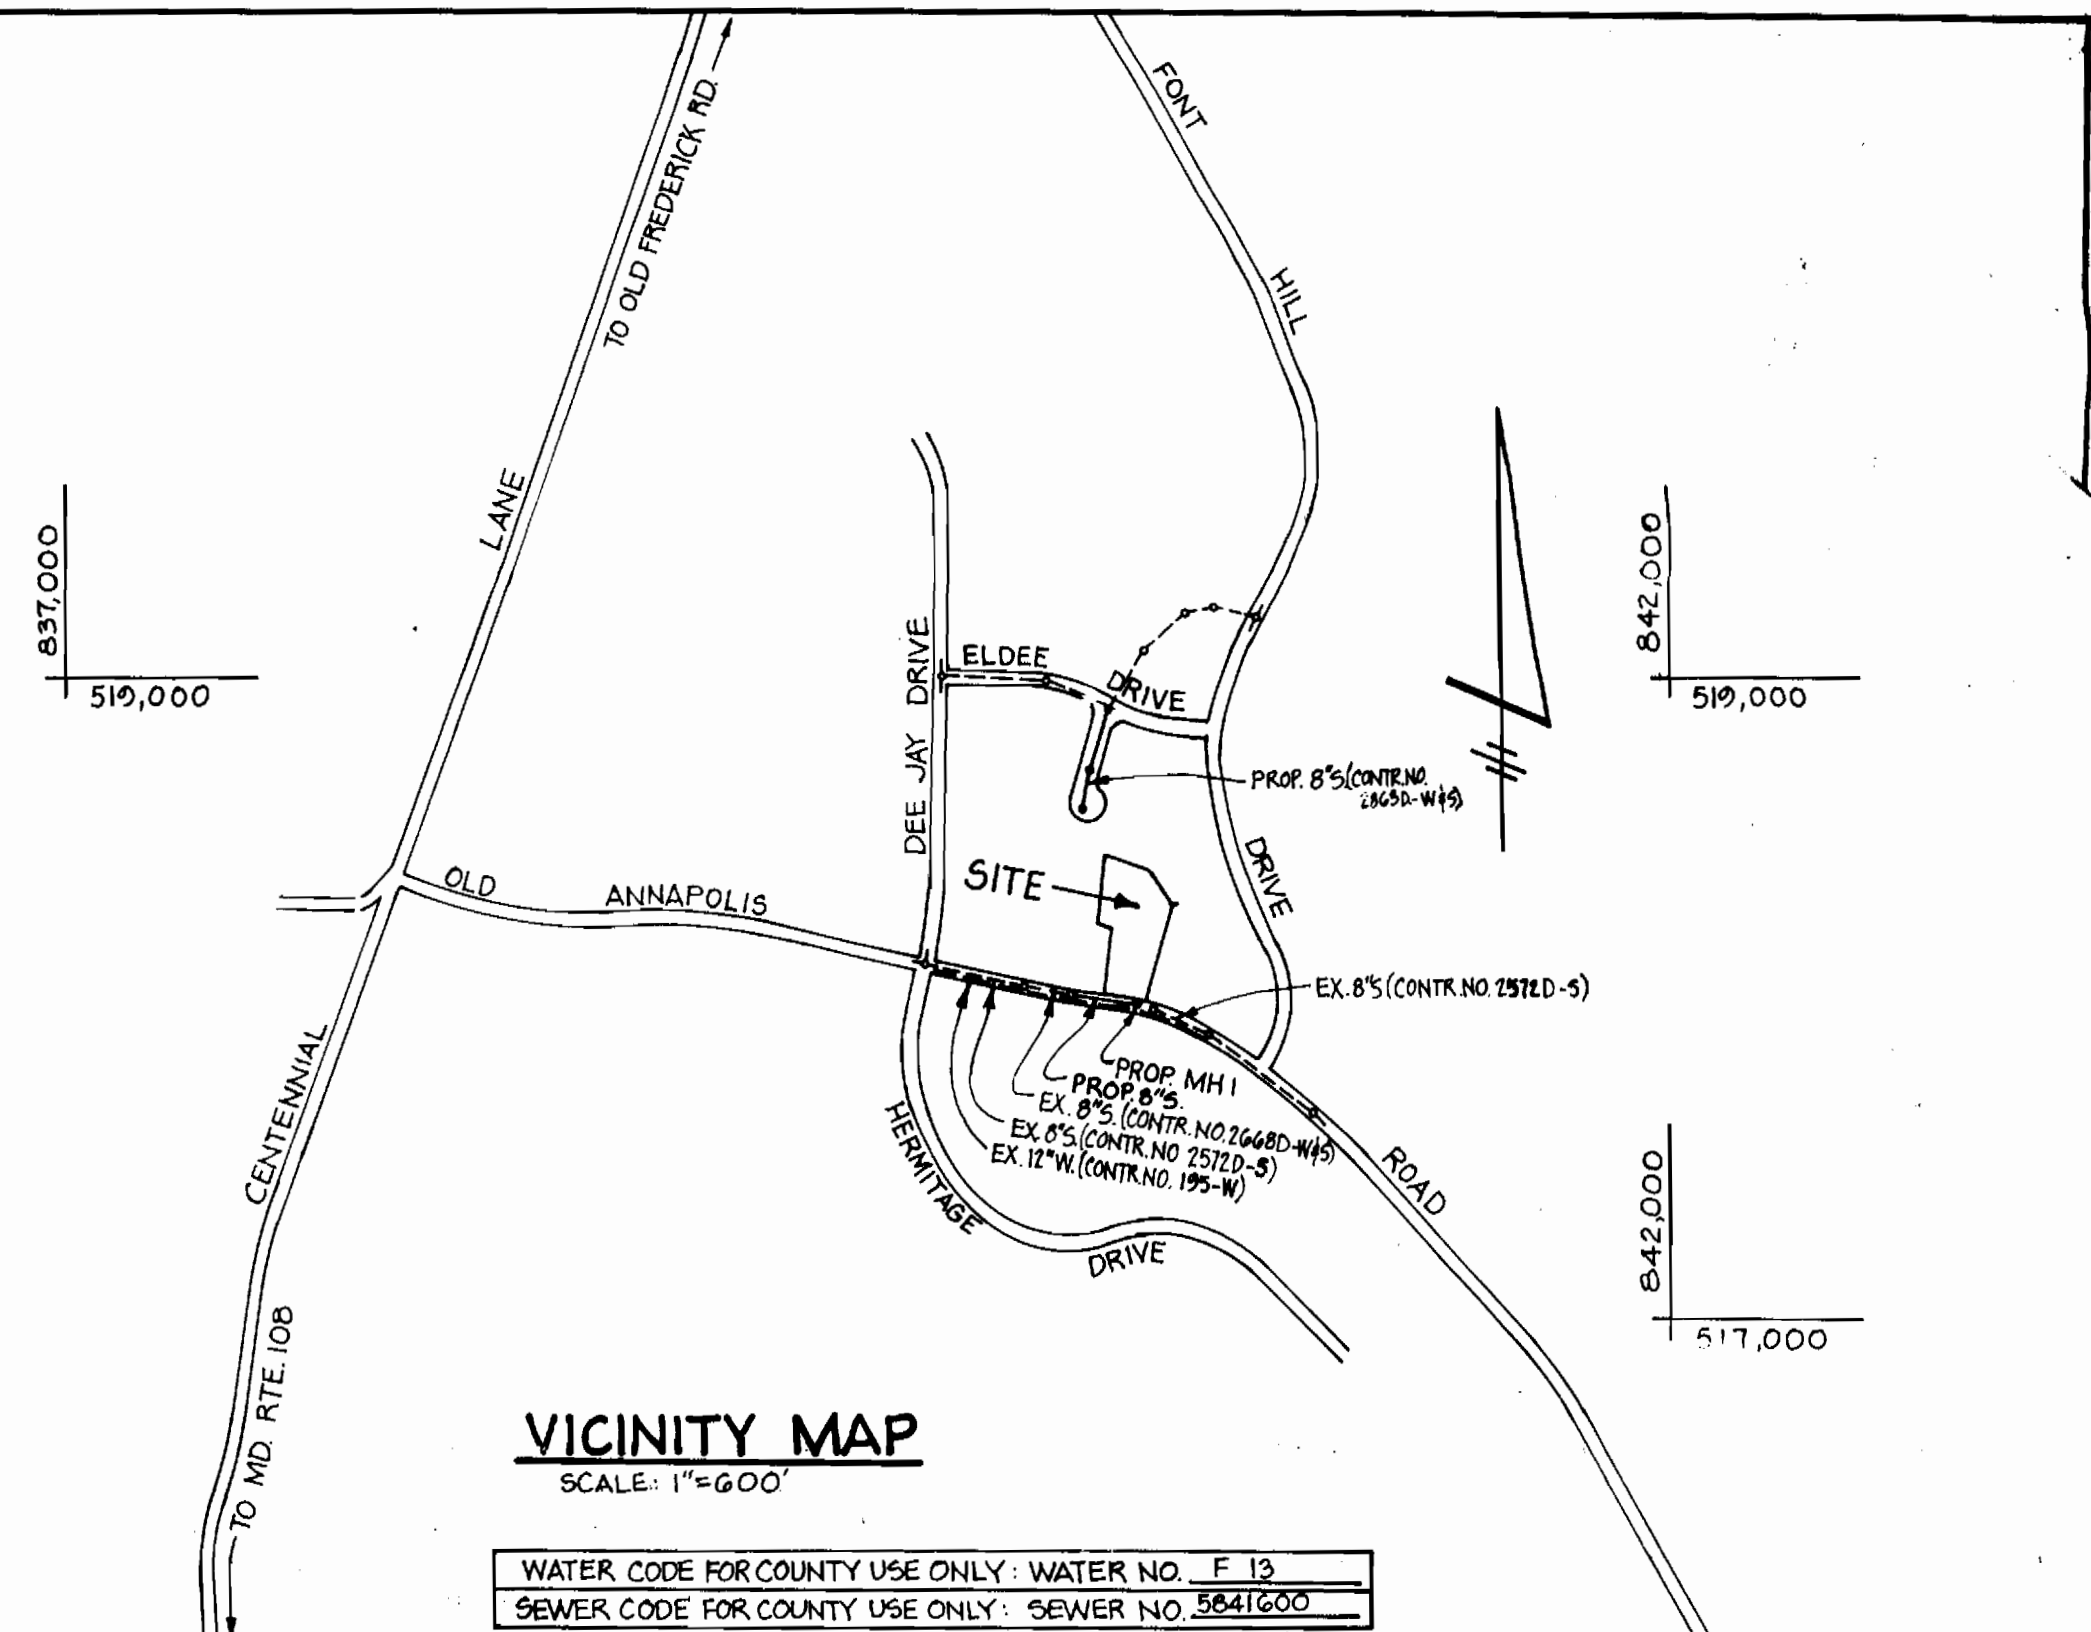 FONT
HILL
DRIVE
TO OLD FREDERICK RD.
LANE
837,000
519,000
842,000
519,000
DEE JAY DRIVE
ELDEE
DRIVE
PROP. 8"S.(CONTR.NO.
2863D-W&S)
SITE
OLD
ANNAPOLIS
ROAD
EX. 8"S (CONTR. NO. 2572D-S)
PROP. MH 1
PROP. 8"S.
EX. 8"S. (CONTR. NO. 2668D-W&S)
EX. 8"S. (CONTR. NO 2572D-S)
EX. 12"W. (CONTR. NO. 195-W)
HERMITAGE
DRIVE
CENTENNIAL
TO MD. RTE. 108
842,000
517,000
VICINITY MAP
SCALE: 1"=600'
WATER CODE FOR COUNTY USE ONLY: WATER NO. F 13
SEWER CODE FOR COUNTY USE ONLY: SEWER NO. 5841600